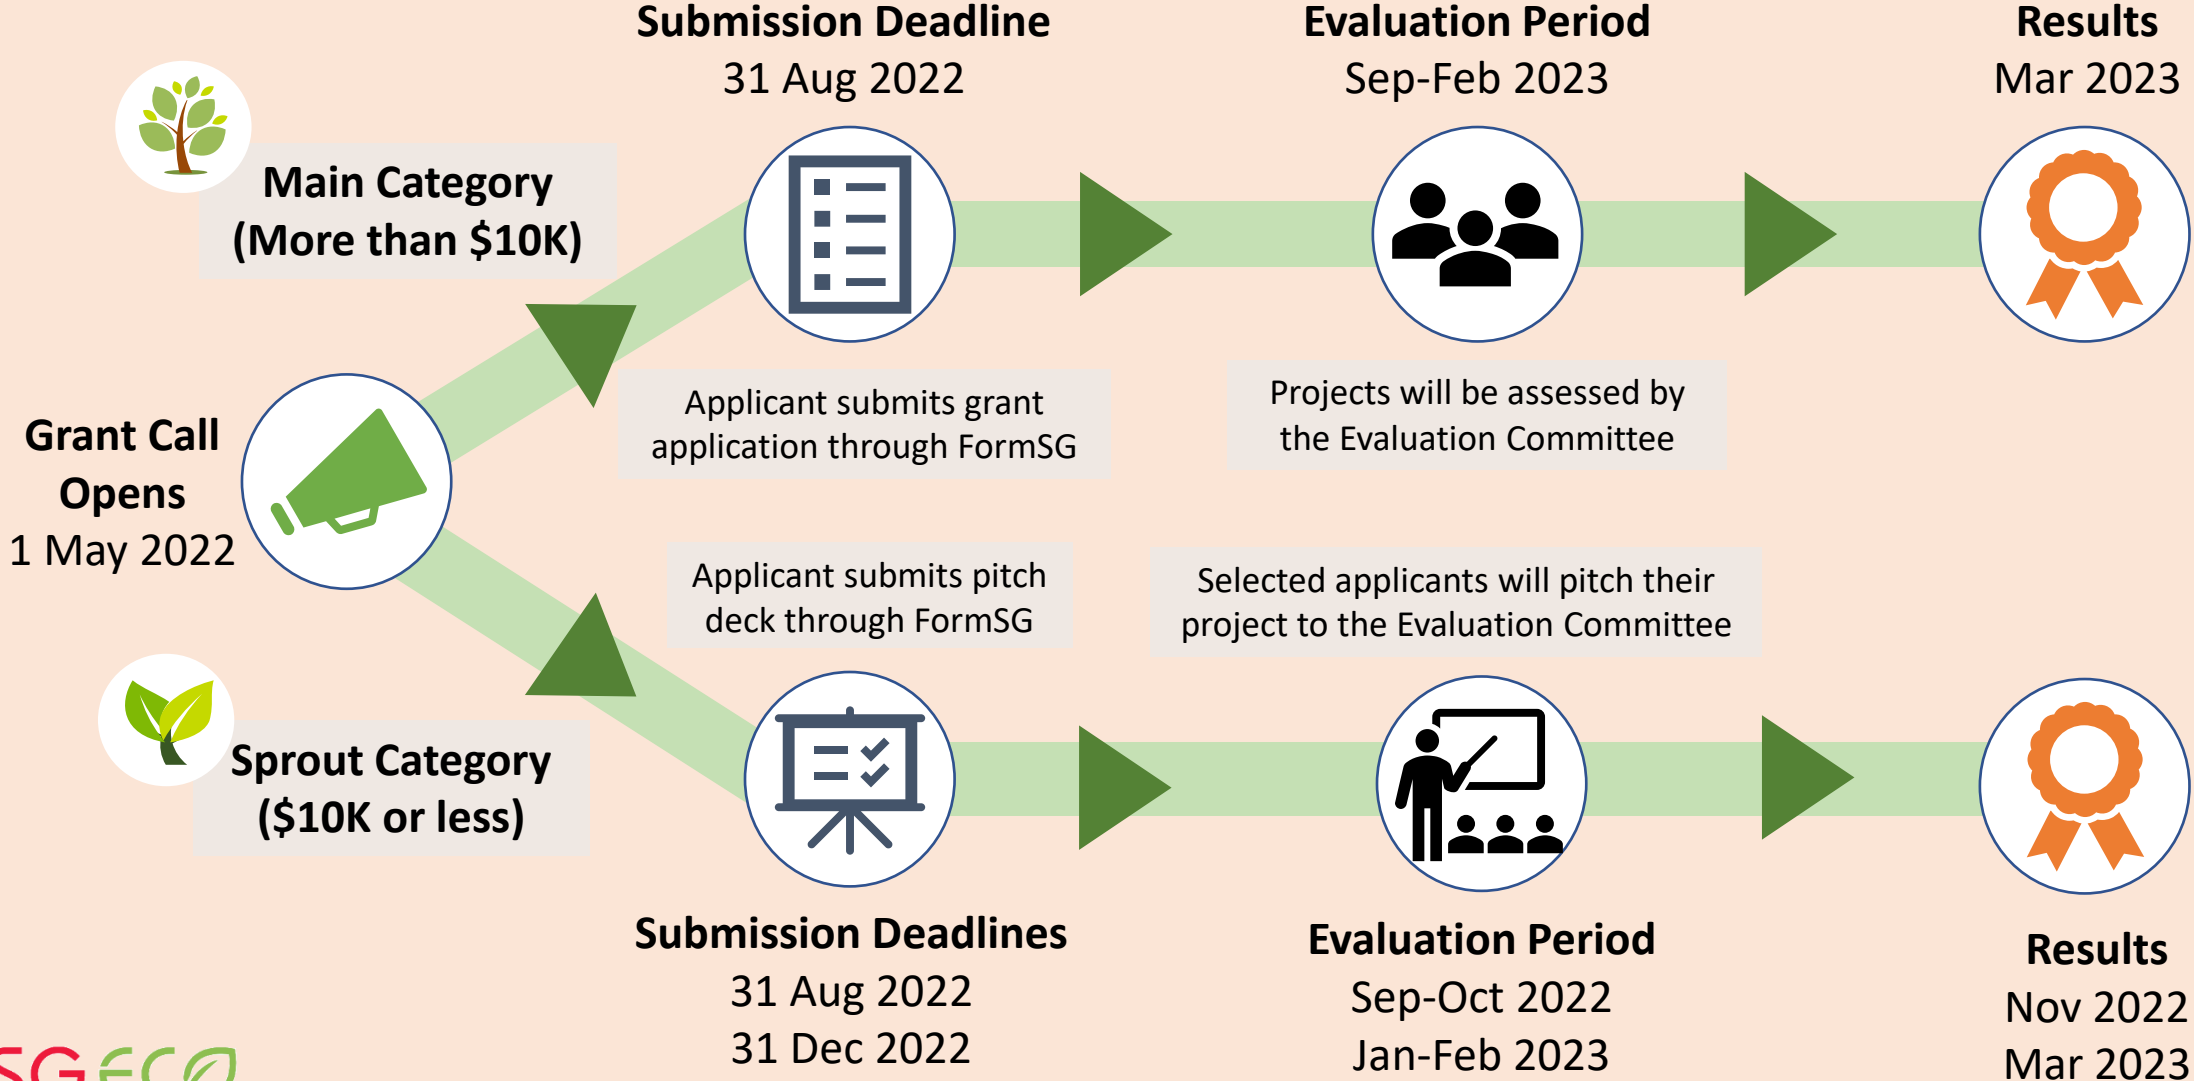 Submission Deadline
31 Aug 2022
Evaluation Period
Sep-Feb 2023
Results
Mar 2023
Main Category
(More than $10K)
Applicant submits grant
application through FormSG
Projects will be assessed by
the Evaluation Committee
Grant Call
Opens
1 May 2022
Applicant submits pitch
deck through FormSG
Selected applicants will pitch their
project to the Evaluation Committee
Sprout Category
($10K or less)
Submission Deadlines
31 Aug 2022
31 Dec 2022
Evaluation Period
Sep-Oct 2022
Jan-Feb 2023
Results
Nov 2022
Mar 2023
SG ECO